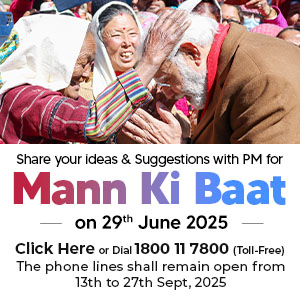 Share your ideas & Suggestions with PM for
Mann Ki Baat
on 29th June 2025
Click Here or Dial 1800 11 7800 (Toll-Free)
The phone lines shall remain open from
13th to 27th Sept, 2025